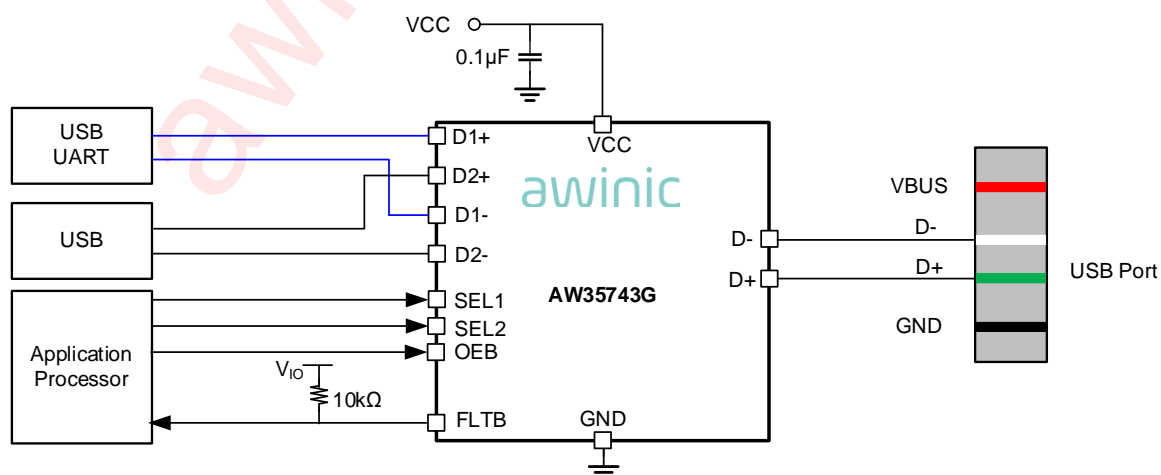 VCC
0.1µF
USB
UART
D1+
VCC
D2+
awinic
VBUS
D1-
USB
D-
D-
D2-
D+
D+
USB Port
AW35743G
SEL1
SEL2
GND
Application
Processor
OEB
VIO
10kΩ
FLTB
GND